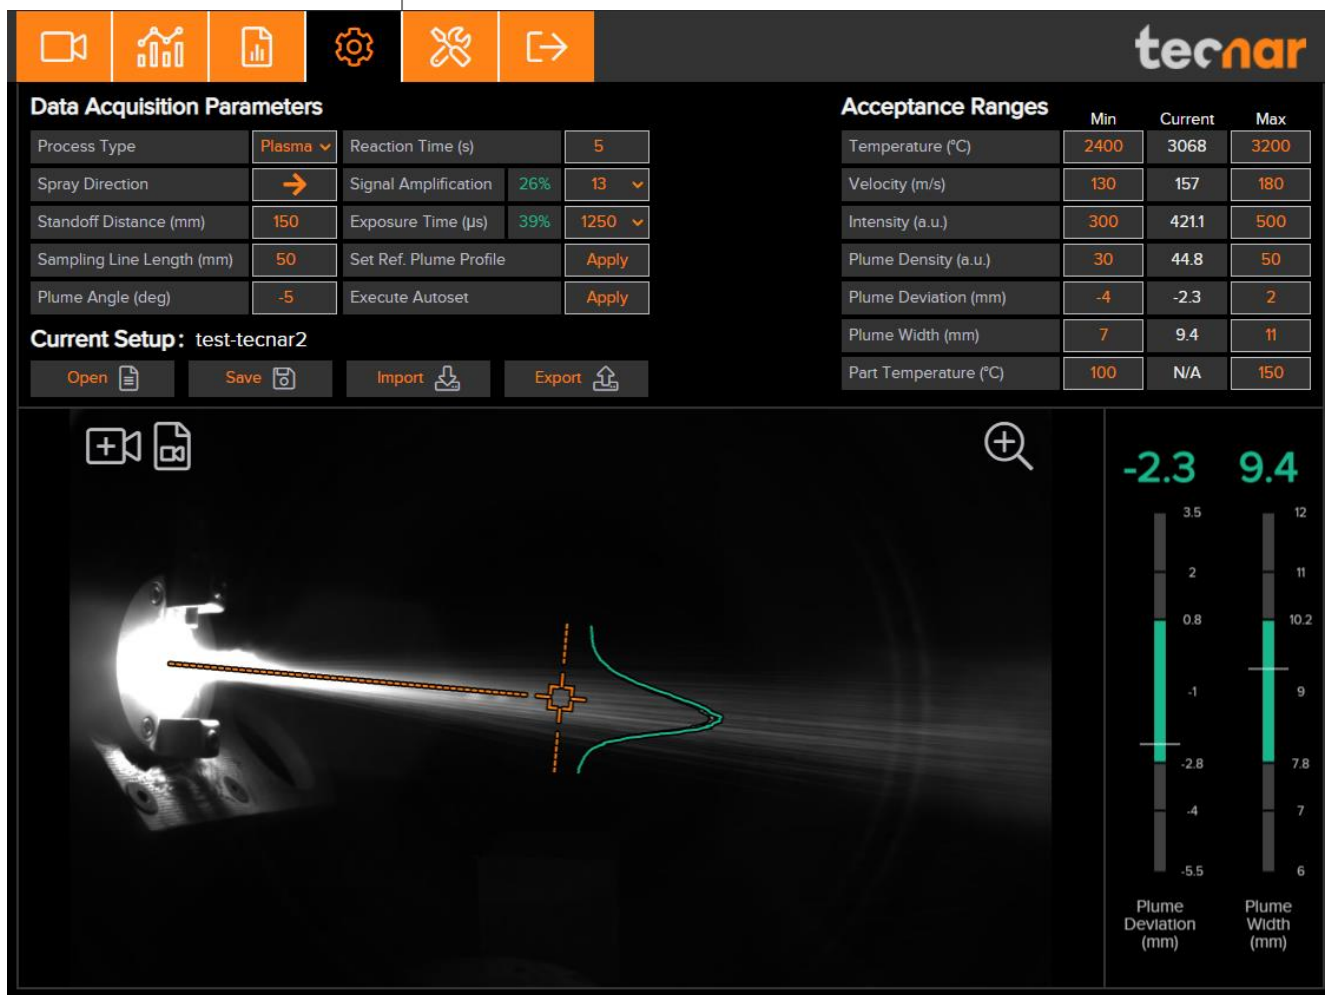 tecnar
Data Acquisition Parameters
Process Type Plasma Reaction Time (s) 5
Spray Direction Signal Amplification 26% 13
Standoff Distance (mm) 150 Exposure Time (µs) 39% 1250
Sampling Line Length (mm) 50 Set Ref. Plume Profile Apply
Plume Angle (deg) -5 Execute Autoset Apply
Current Setup: test-tecnar2
Open Save Import Export
Acceptance Ranges Min Current Max
Temperature (°C) 2400 3068 3200
Velocity (m/s) 130 157 180
Intensity (a.u.) 300 421.1 500
Plume Density (a.u.) 30 44.8 50
Plume Deviation (mm) -4 -2.3 2
Plume Width (mm) 7 9.4 11
Part Temperature (°C) 100 N/A 150
-2.3 9.4
3.5 12
2 11
0.8 10.2
-1 9
-2.8 7.8
-4 7
-5.5 6
Plume Plume
Deviation Width
(mm) (mm)